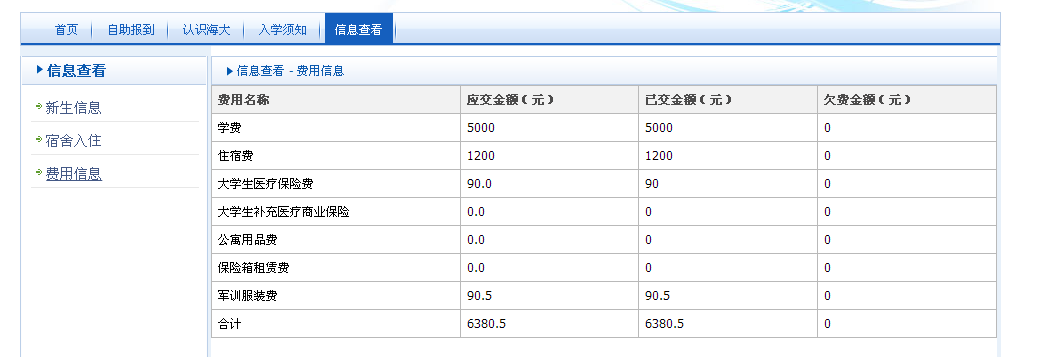 首页 自助报到 认识海大 入学须知 信息查看
信息查看
新生信息
宿舍入住
费用信息
信息查看 - 费用信息
费用名称 应交金额（元） 已交金额（元） 欠费金额（元）
学费 5000 5000 0
住宿费 1200 1200 0
大学生医疗保险费 90.0 90 0
大学生补充医疗商业保险 0.0 0 0
公寓用品费 0.0 0 0
保险箱租赁费 0.0 0 0
军训服装费 90.5 90.5 0
合计 6380.5 6380.5 0